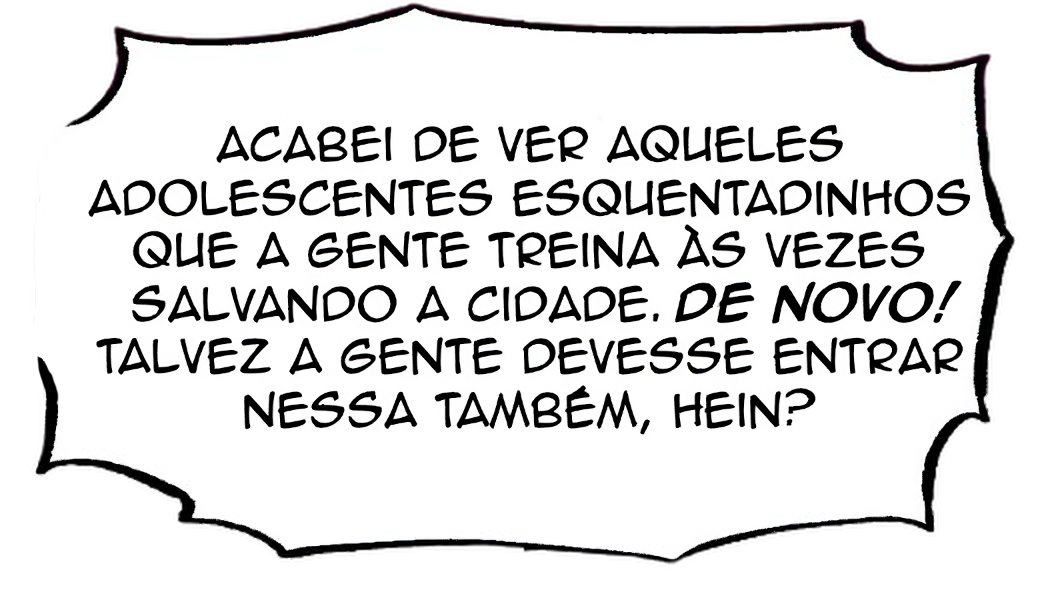 ACABEI DE VER AQUELES
ADOLESCENTES ESQUENTADINHOS
QUE A GENTE TREINA ÀS VEZES
SALVANDO A CIDADE. DE NOVO!
TALVEZ A GENTE DEVESSE ENTRAR
NESSA TAMBÉM, HEIN?